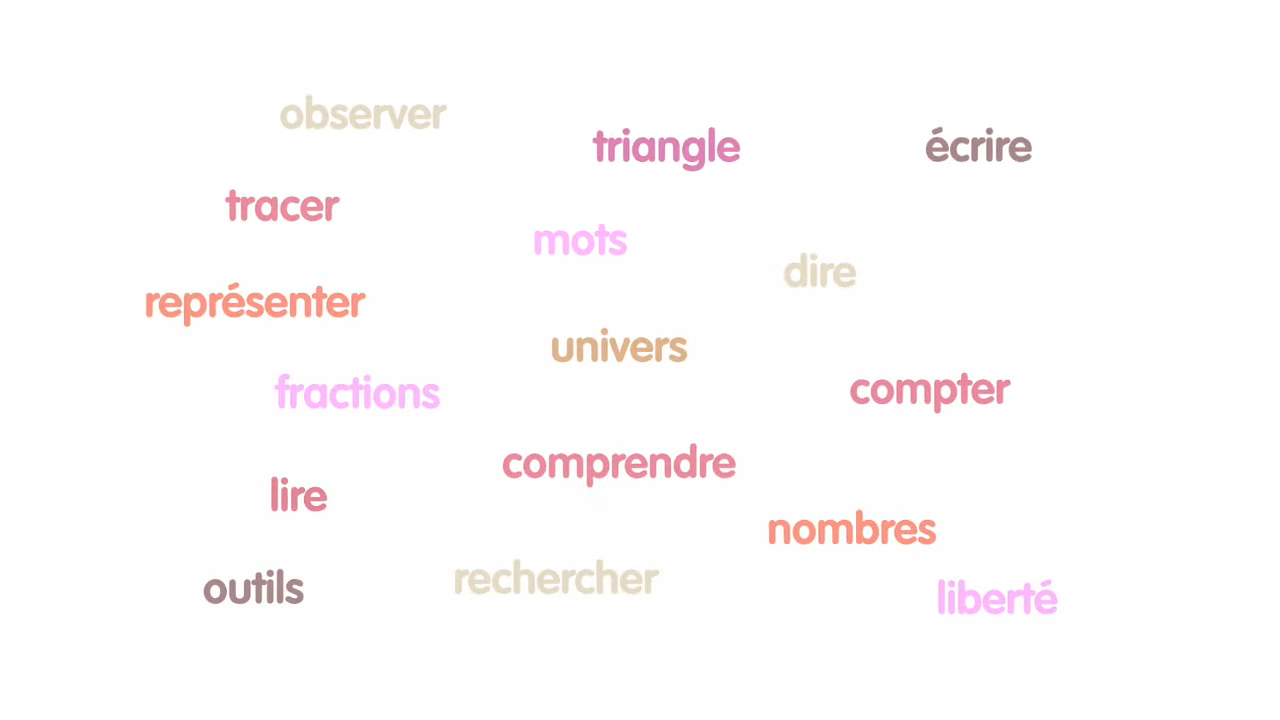 observer
triangle
écrire
tracer
mots
dire
représenter
univers
fractions
compter
comprendre
lire
nombres
outils
rechercher
liberté